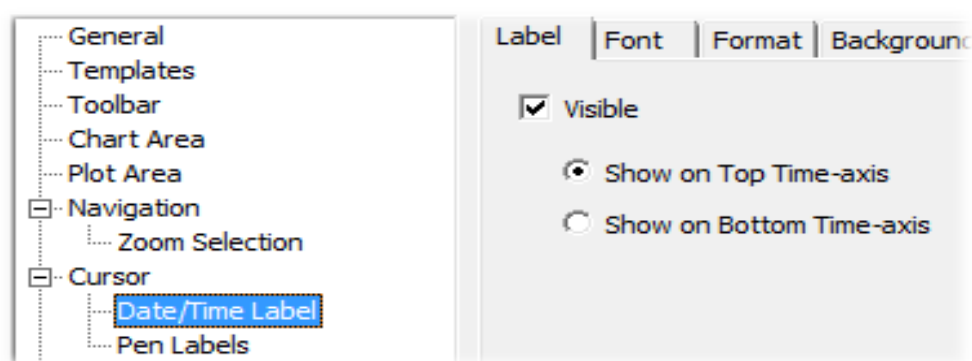 General
Templates
Toolbar
Chart Area
Plot Area
Navigation
Zoom Selection
Cursor
Date/Time Label
Pen Labels
Label Font Format Background
Visible
Show on Top Time-axis
Show on Bottom Time-axis